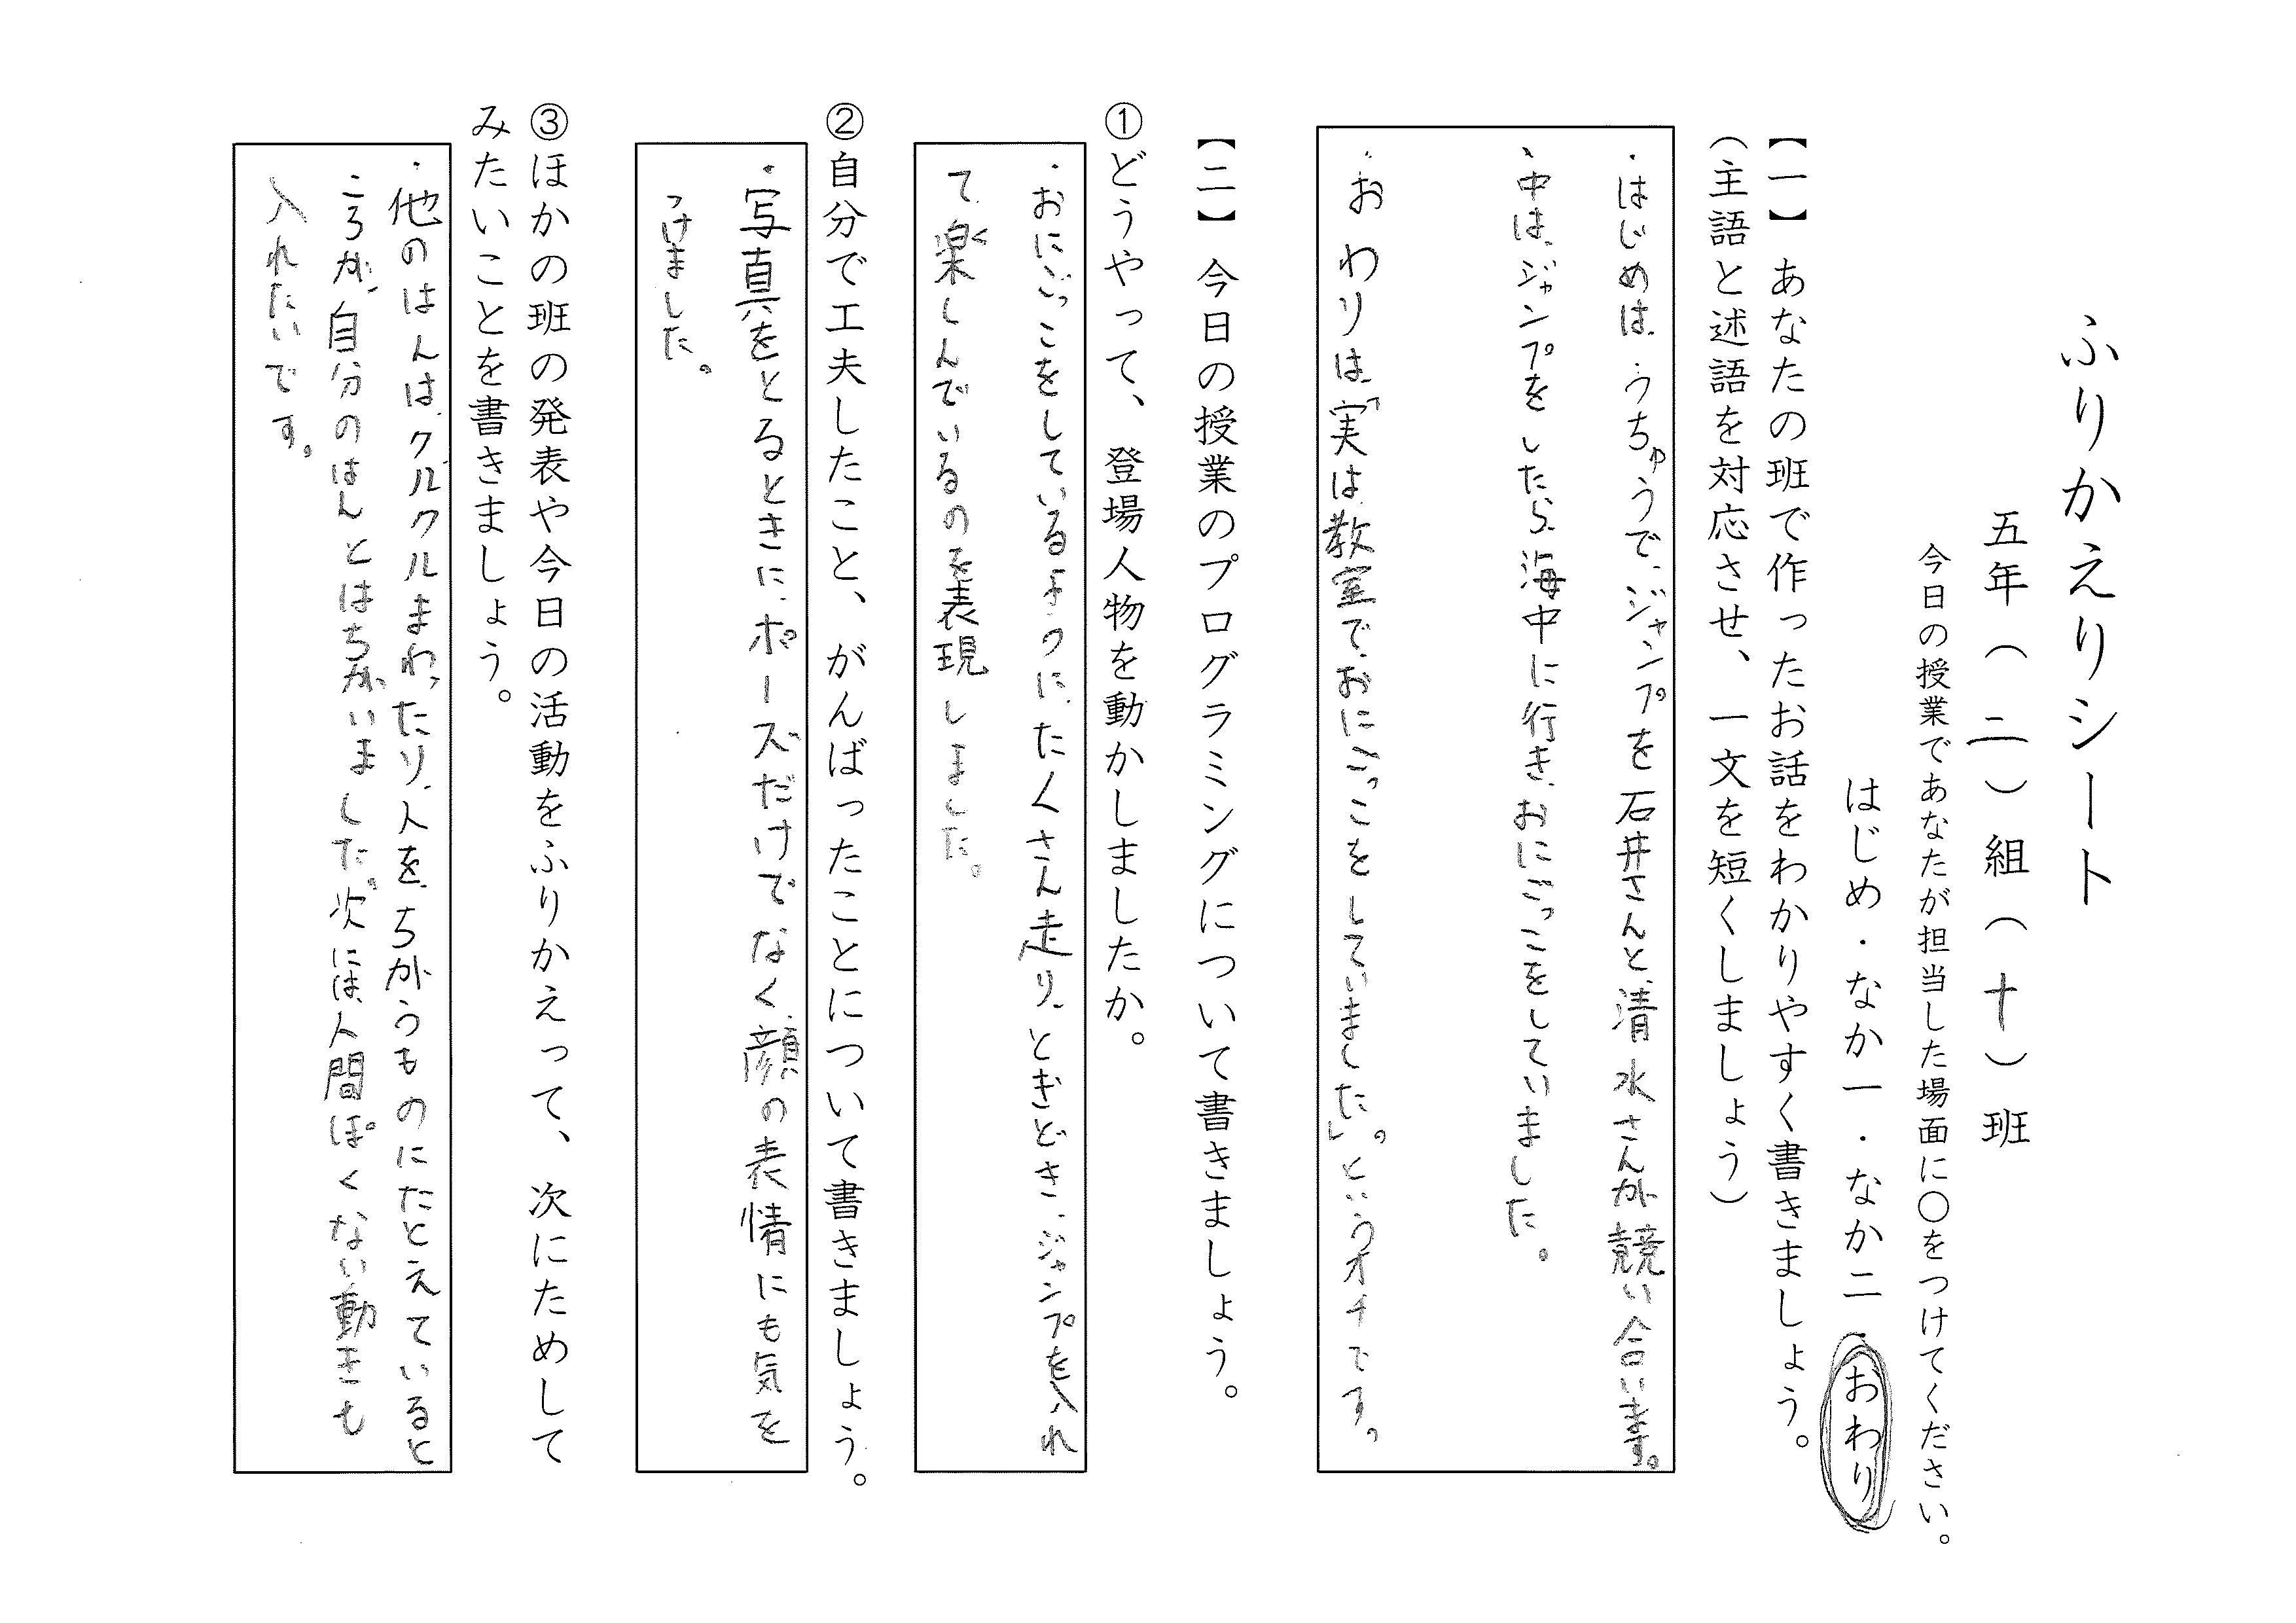 ふりかえりシート
五年（二）組（十）班
今日の授業であなたが担当した場面に〇をつけてください。
はじめ・なか一・なか二・おわり
【一】あなたの班で作ったお話をわかりやすく書きましょう。
（主語と述語を対応させ、一文を短くしましょう）
・はじめは、うちゅうで、ジャンプを石井さんと、清水さんが競い合います。
・中は、ジャンプをしたら、海中に行き、おにごっこをしていました。
・おわりは、「実は、教室で、おにごっこをしていました。」というオチです。
【二】今日の授業のプログラミングについて書きましょう。
①どうやって、登場人物を動かしましたか。
・おにごっこをしているように、たくさん走り、ときどき、ジャンプを入れ
て、楽しんでいるのを表現しました。
②自分で工夫したこと、がんばったことについて書きましょう。
・写真をとるときに、ポーズだけでなく、顔の表情にも気を
つけました。
③ほかの班の発表や今日の活動をふりかえって、次にためして
みたいことを書きましょう。
・他のはんは、クルクルまわったり、人を、ちがうものにたとえていると
ころが、自分のはんとはちがいました。次には、人間ぽくない動きも
入れたいです。